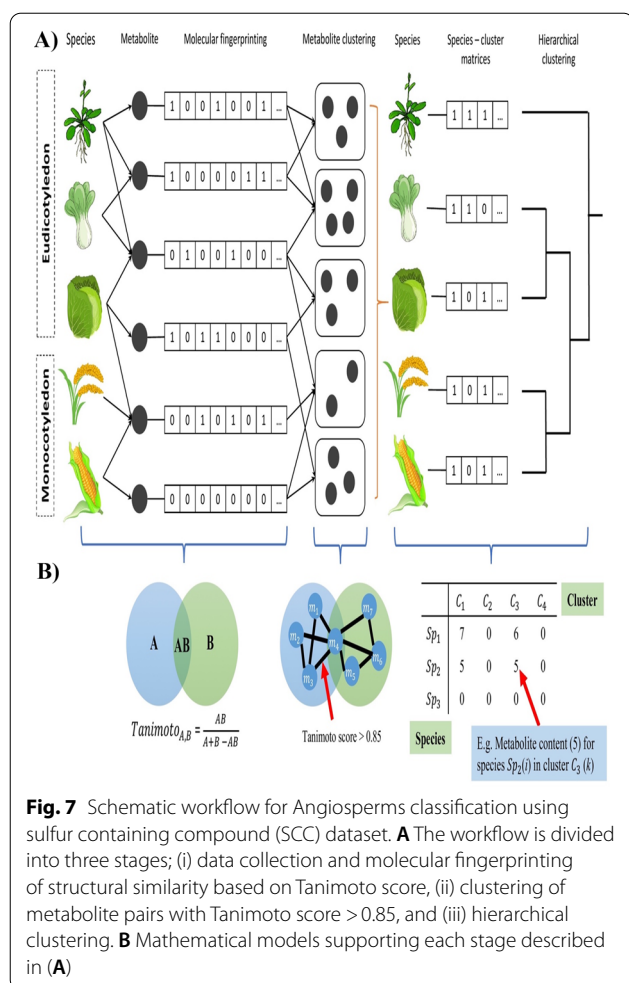 A)
Species Metabolite Molecular fingerprinting Metabolite clustering Species Species – cluster matrices Hierarchical clustering
Eudicotyledon
Monocotyledon
1 0 0 1 0 0 1 ...
1 0 0 0 0 1 1 ...
0 1 0 0 1 0 0 ...
1 0 1 1 0 0 0 ...
0 0 1 0 1 0 1 ...
0 0 0 0 0 0 0 ...
1 1 1 ...
1 1 0 ...
1 0 1 ...
1 0 1 ...
1 0 1 ...
B)
A AB B
Tanimoto_A,B = AB / A+B−AB
m₁ m₂ m₃ m₄ m₅ m₆ m₇
Tanimoto score > 0.85
C₁ C₂ C₃ C₄ Cluster
Sp₁ 7 0 6 0
Sp₂ 5 0 5 0
Sp₃ 0 0 0 0
Species
E.g. Metabolite content (5) for
species Sp₂(i) in cluster C₃ (k)
Fig. 7 Schematic workflow for Angiosperms classification using
sulfur containing compound (SCC) dataset. A The workflow is divided
into three stages; (i) data collection and molecular fingerprinting
of structural similarity based on Tanimoto score, (ii) clustering of
metabolite pairs with Tanimoto score > 0.85, and (iii) hierarchical
clustering. B Mathematical models supporting each stage described
in (A)